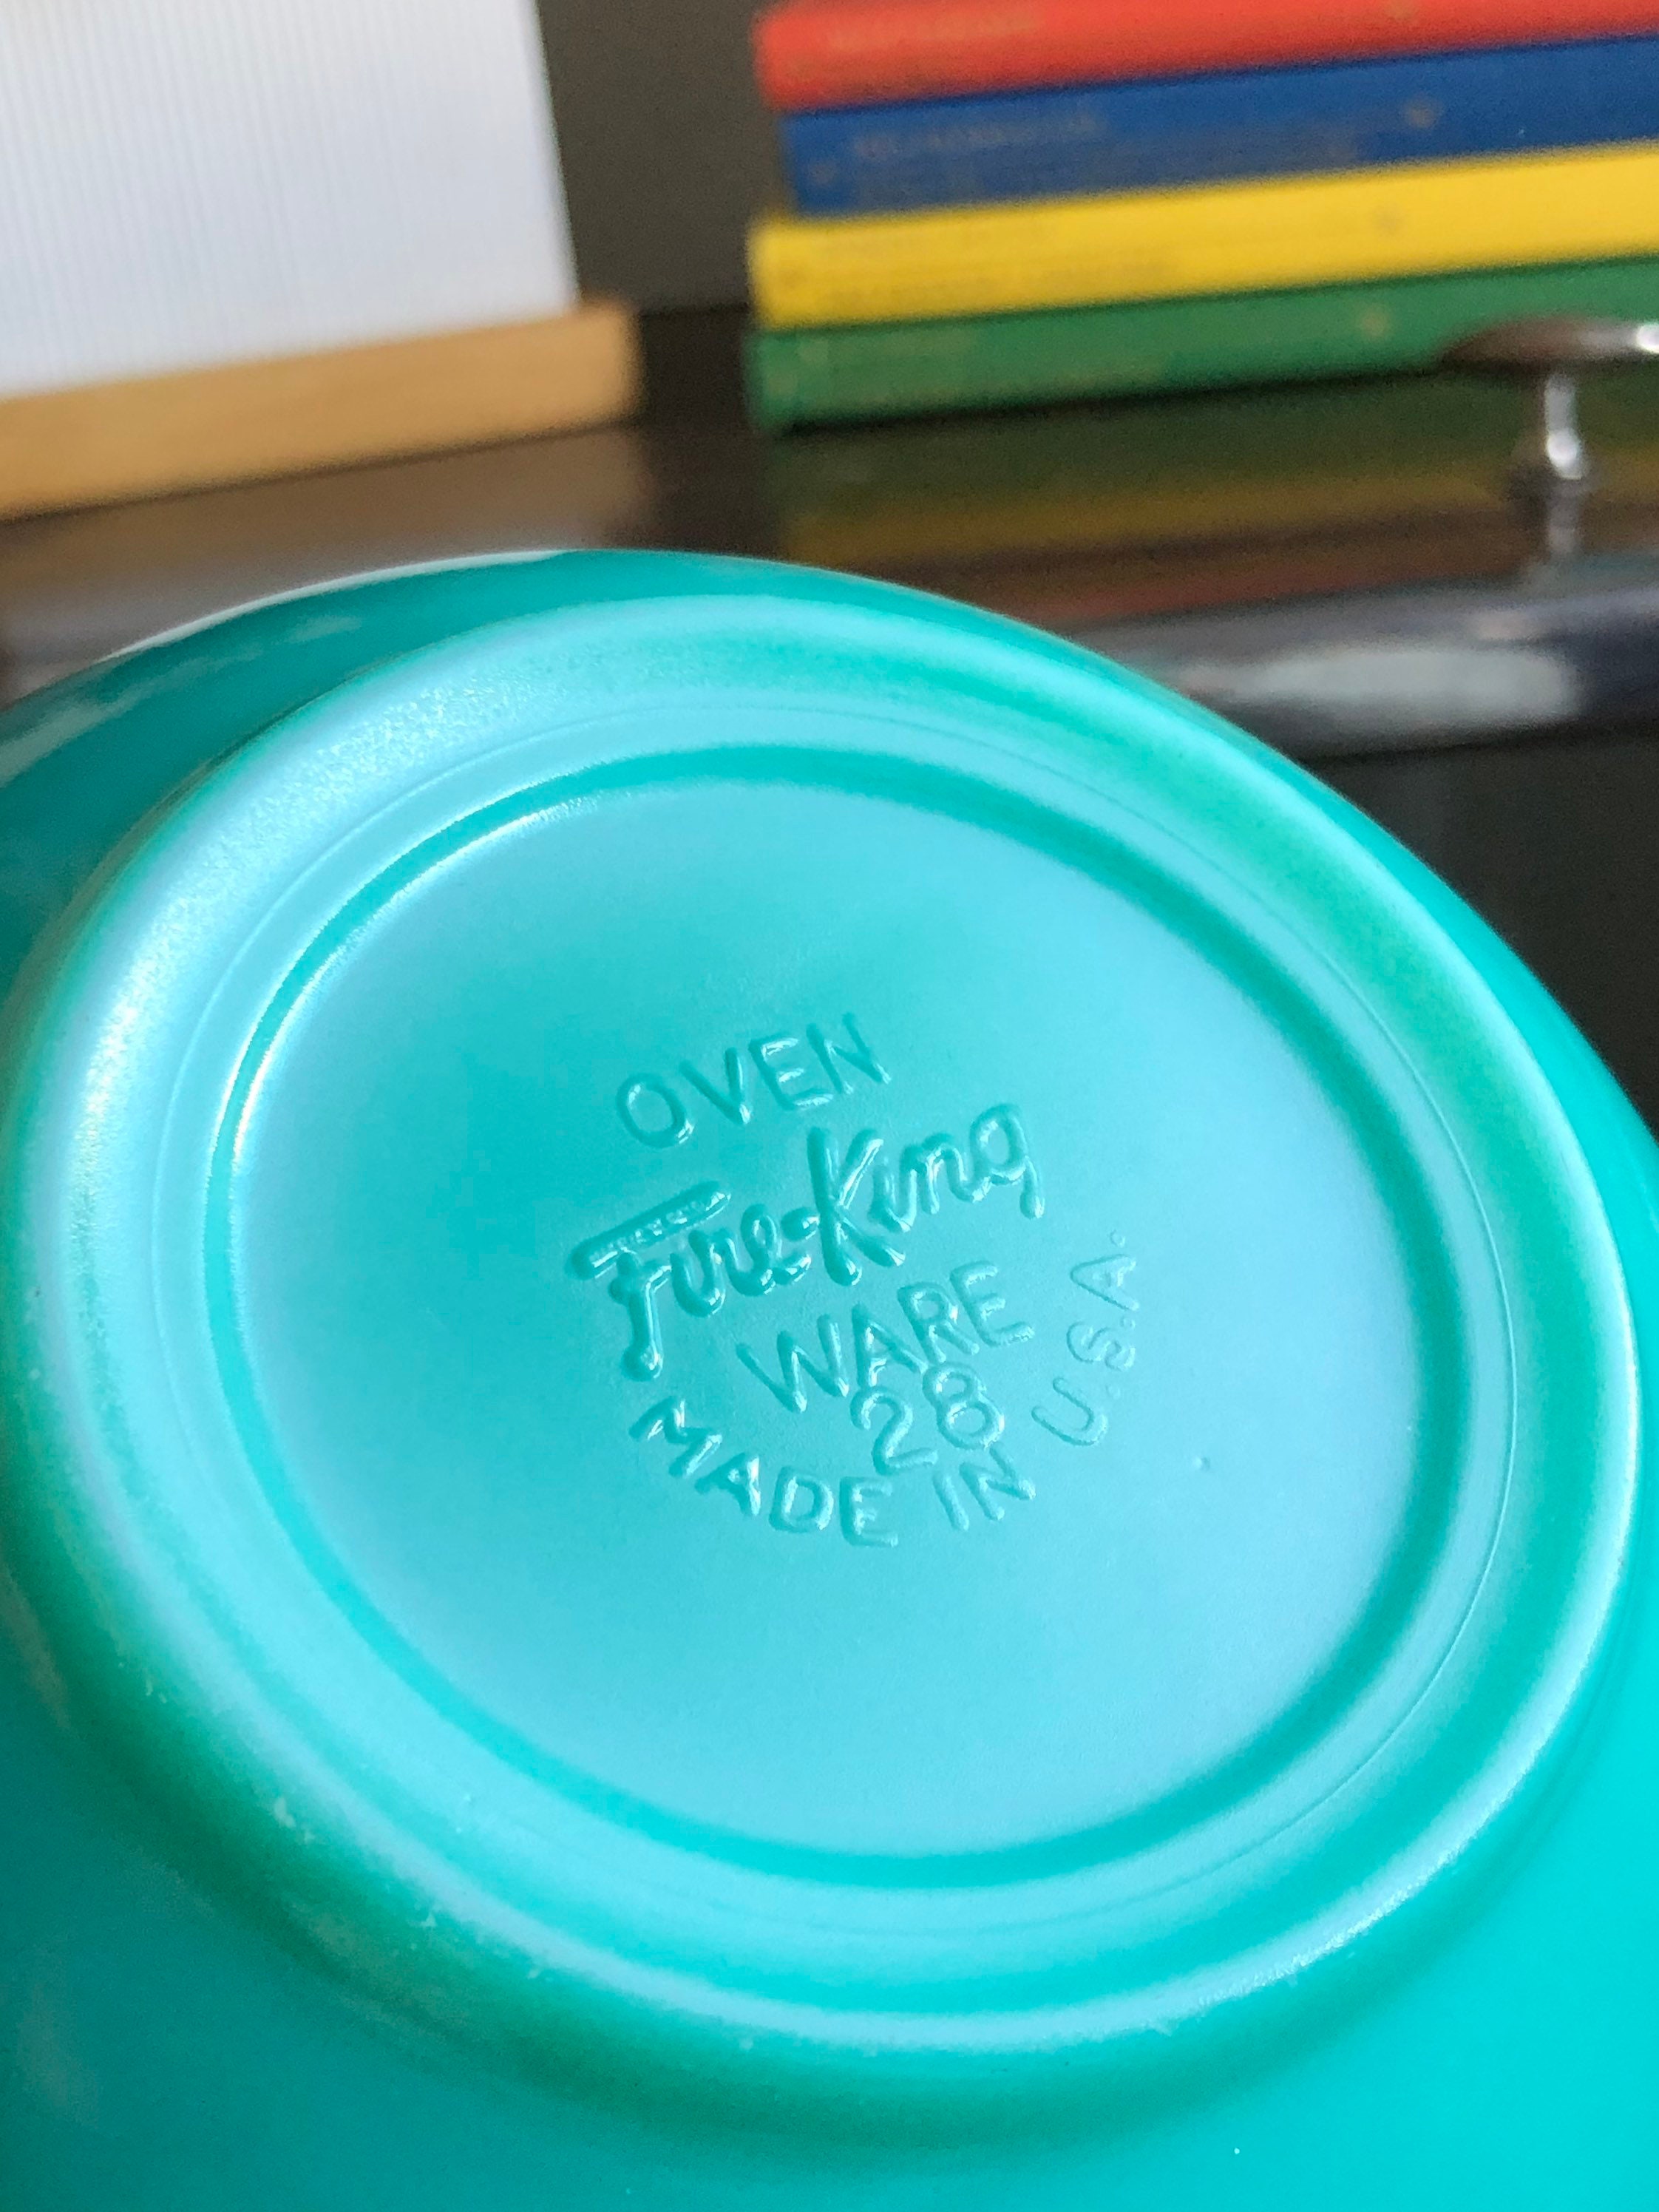 OVEN
Fire-King
WARE
28
MADE IN U.S.A.